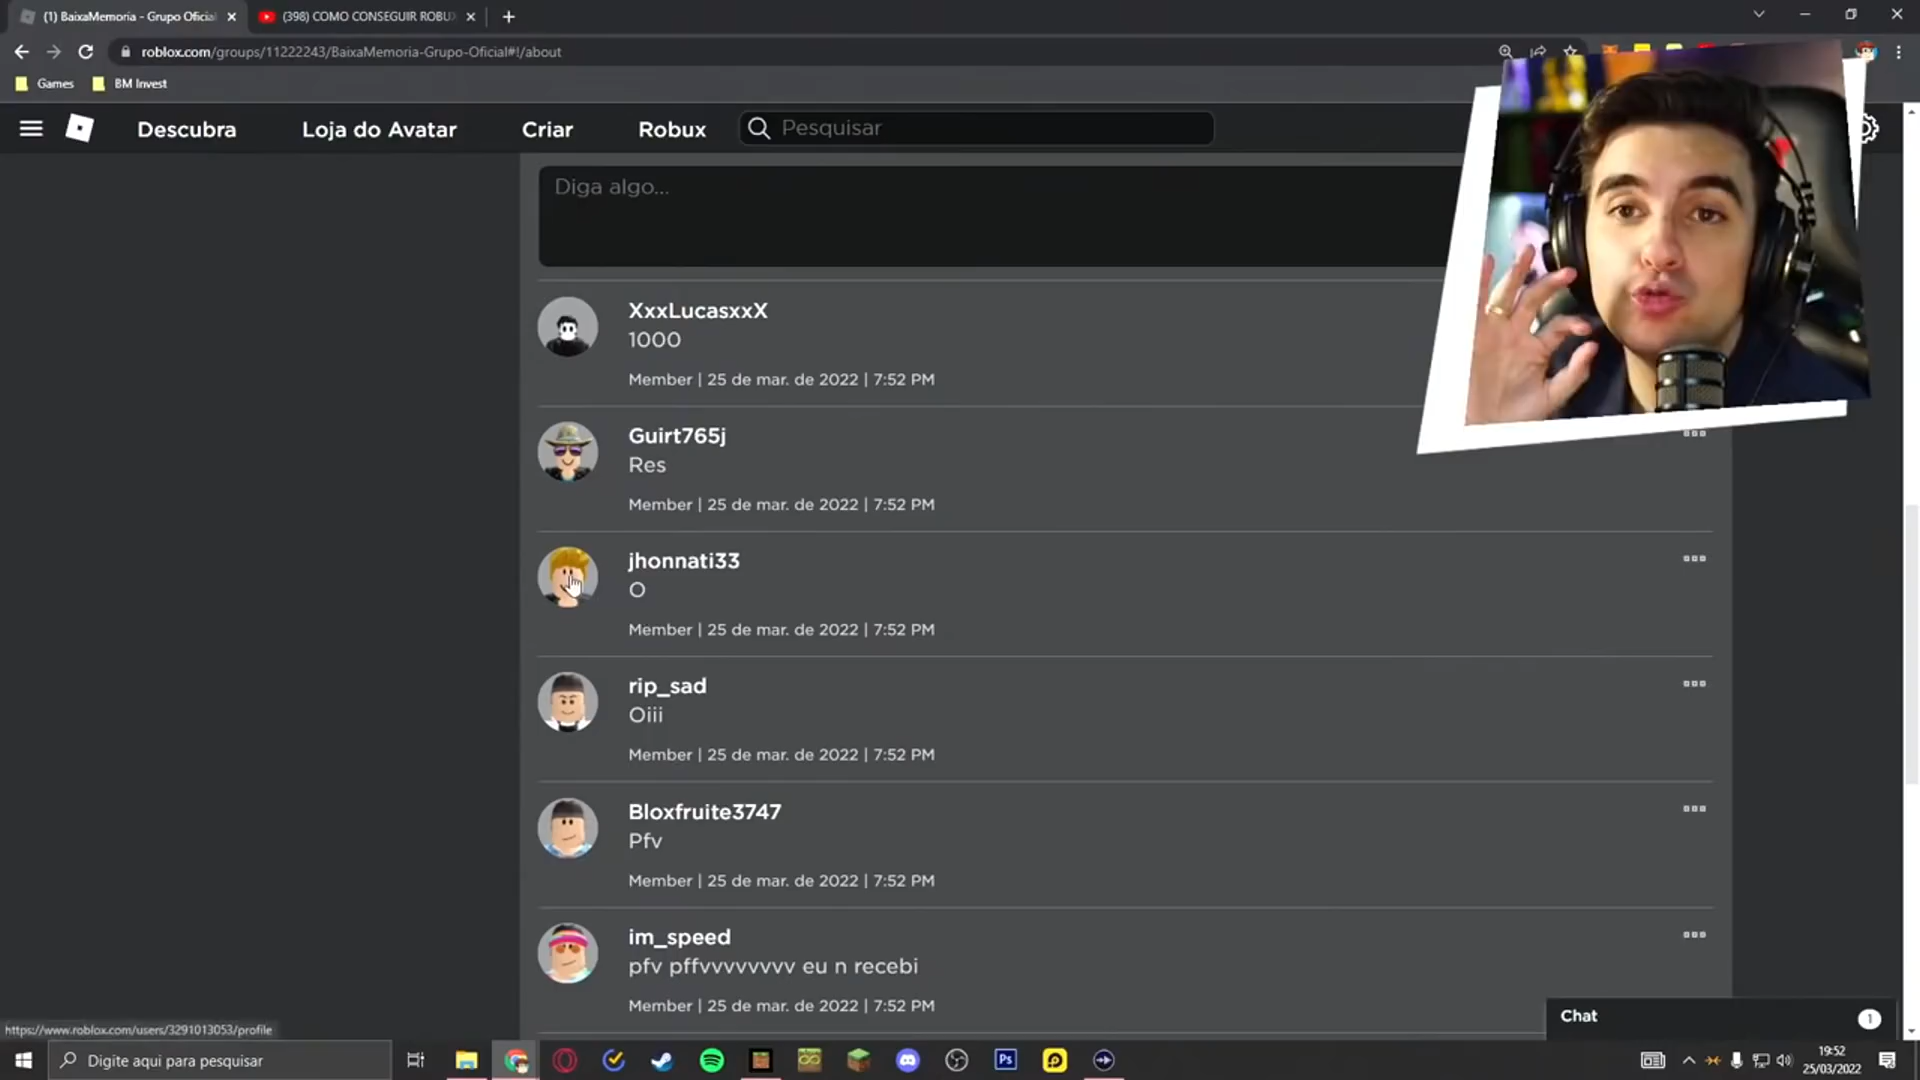 (1) BaixaMemoria - Grupo Oficial
(398) COMO CONSEGUIR ROBUX
roblox.com/groups/11222243/BaixaMemoria-Grupo-Oficial#!/about
Games
BM Invest
Descubra
Loja do Avatar
Criar
Robux
Pesquisar
Diga algo...
XxxLucasxxX
1000
Member | 25 de mar. de 2022 | 7:52 PM
Guirt765j
Res
Member | 25 de mar. de 2022 | 7:52 PM
jhonnati33
O
Member | 25 de mar. de 2022 | 7:52 PM
rip_sad
Oiii
Member | 25 de mar. de 2022 | 7:52 PM
Bloxfruite3747
Pfv
Member | 25 de mar. de 2022 | 7:52 PM
im_speed
pfv pffvvvvvvvv eu n recebi
Member | 25 de mar. de 2022 | 7:52 PM
Chat
1
https://www.roblox.com/users/3291013053/profile
Digite aqui para pesquisar
Ps
19:52
25/03/2022